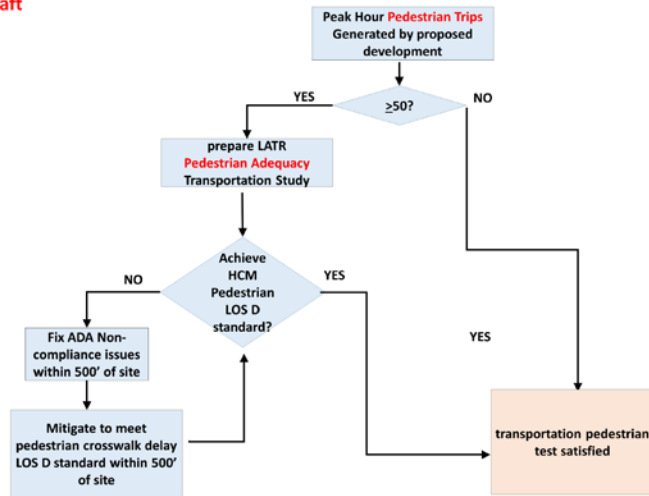 aft
Peak Hour Pedestrian Trips
Generated by proposed
development
YES
≥50?
NO
prepare LATR
Pedestrian Adequacy
Transportation Study
NO
Achieve
HCM
Pedestrian
LOS D
standard?
YES
Fix ADA Non-
compliance issues
within 500' of site
YES
Mitigate to meet
pedestrian crosswalk delay
LOS D standard within 500'
of site
transportation pedestrian
test satisfied